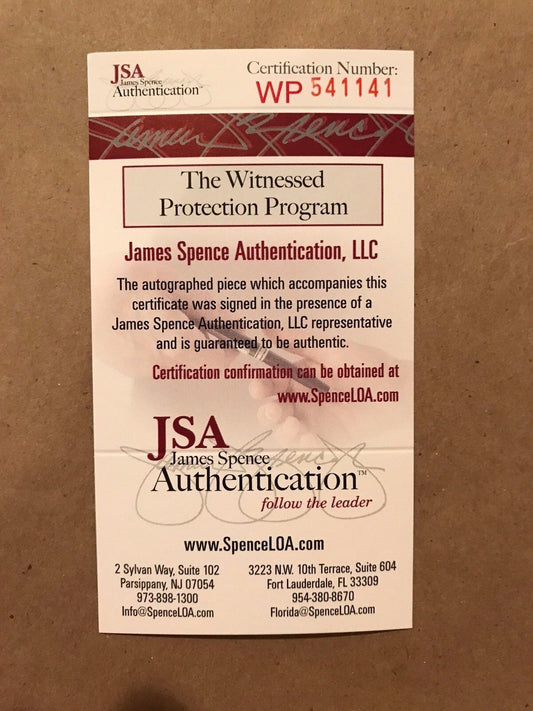 JSA
James Spence
Authentication™
Certification Number:
WP 541141
James Spence
The Witnessed
Protection Program
James Spence Authentication, LLC
The autographed piece which accompanies this
certificate was signed in the presence of a
James Spence Authentication, LLC representative
and is guaranteed to be authentic.
Certification confirmation can be obtained at
www.SpenceLOA.com
JSA
James Spence
Authentication™
follow the leader
www.SpenceLOA.com
2 Sylvan Way, Suite 102
Parsippany, NJ 07054
973-898-1300
Info@SpenceLOA.com
3223 N.W. 10th Terrace, Suite 604
Fort Lauderdale, FL 33309
954-380-8670
Florida@SpenceLOA.com